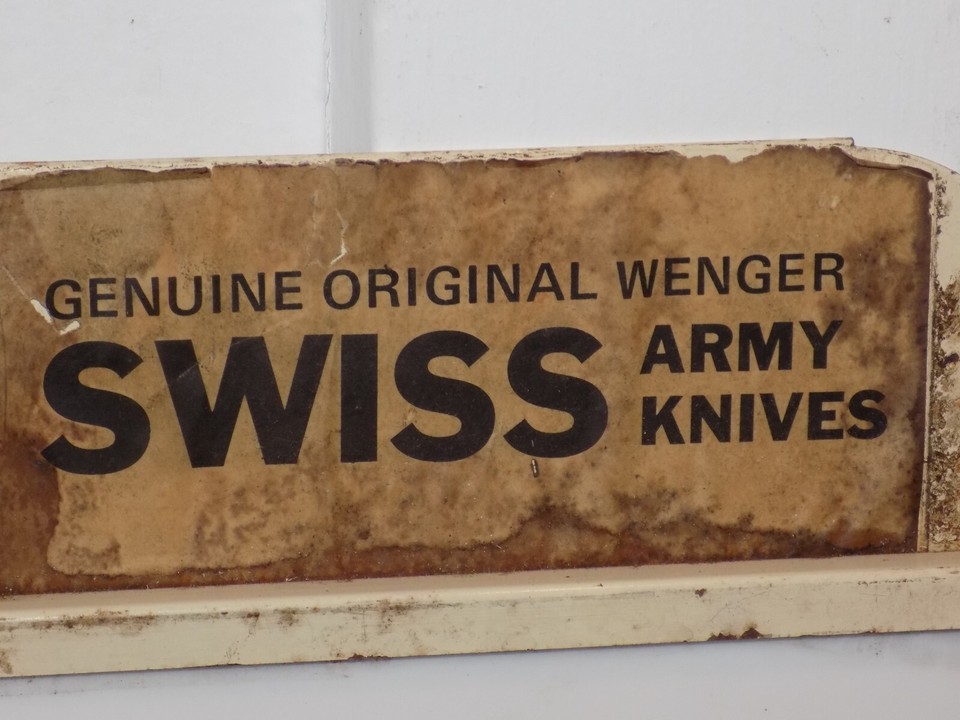 GENUINE ORIGINAL WENGER
SWISS ARMY
KNIVES